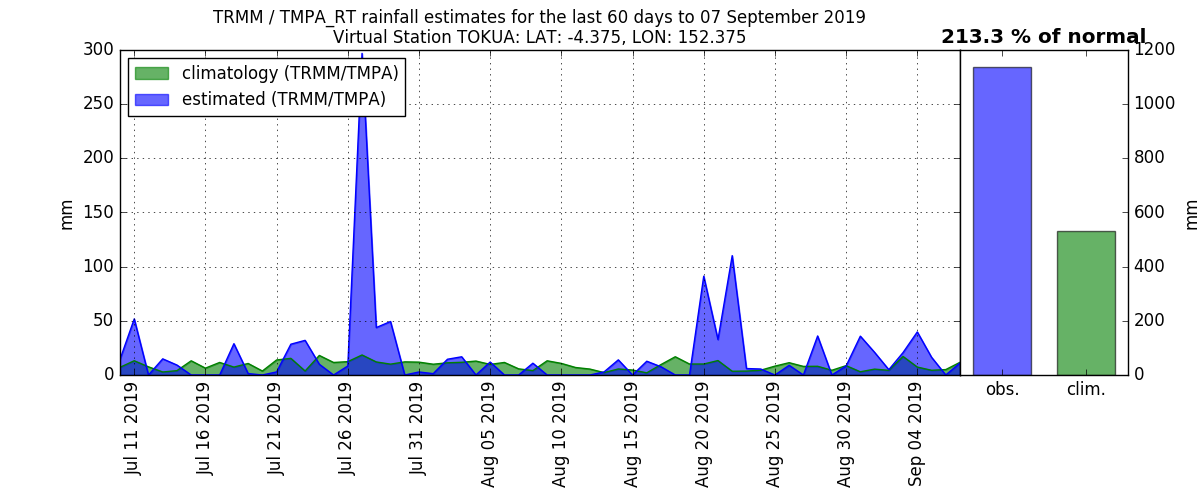 TRMM / TMPA_RT rainfall estimates for the last 60 days to 07 September 2019
Virtual Station TOKUA: LAT: -4.375, LON: 152.375
213.3 % of normal
climatology (TRMM/TMPA)
estimated (TRMM/TMPA)
300
250
200
150
100
50
0
mm
Jul 11 2019
Jul 16 2019
Jul 21 2019
Jul 26 2019
Jul 31 2019
Aug 05 2019
Aug 10 2019
Aug 15 2019
Aug 20 2019
Aug 25 2019
Aug 30 2019
Sep 04 2019
1200
1000
800
600
400
200
0
mm
obs.
clim.